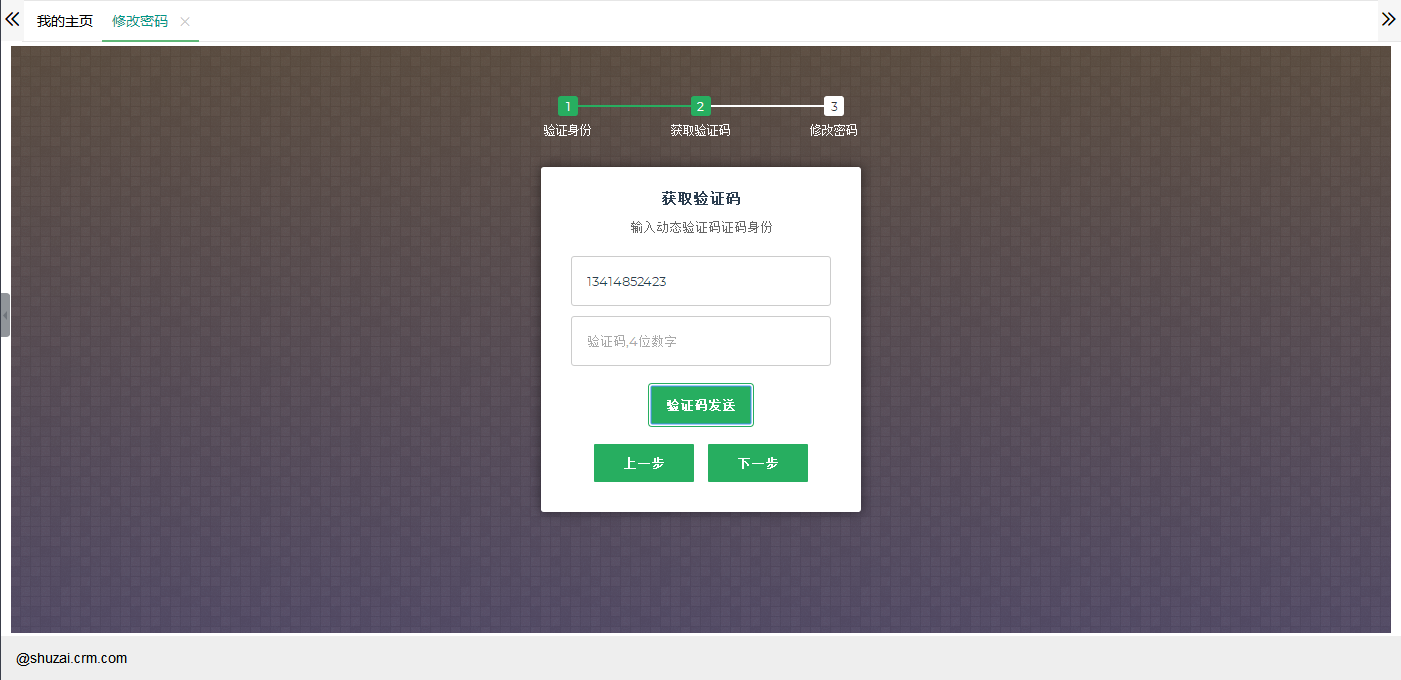 我的主页 修改密码
1 2 3
验证身份 获取验证码 修改密码
获取验证码
输入动态验证码证码身份
13414852423
验证码,4位数字
验证码发送
上一步 下一步
@shuzai.crm.com